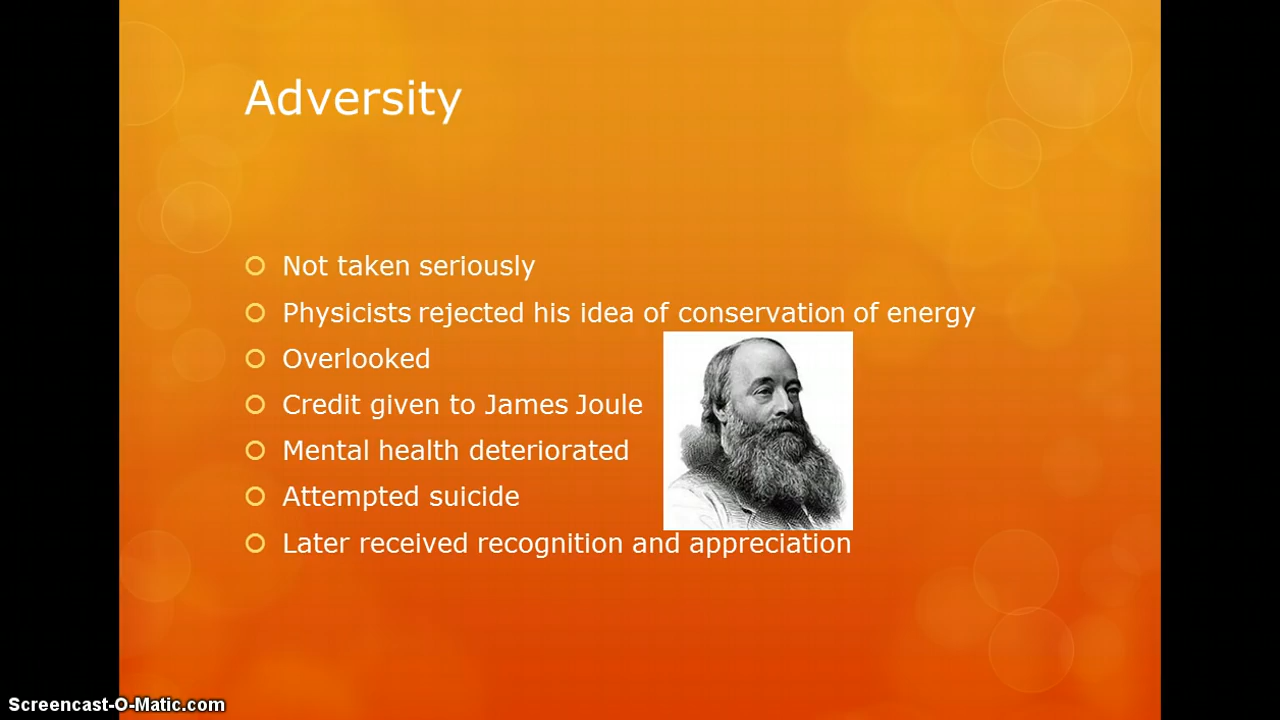 Adversity
Not taken seriously
Physicists rejected his idea of conservation of energy
Overlooked
Credit given to James Joule
Mental health deteriorated
Attempted suicide
Later received recognition and appreciation
Screencast-O-Matic.com